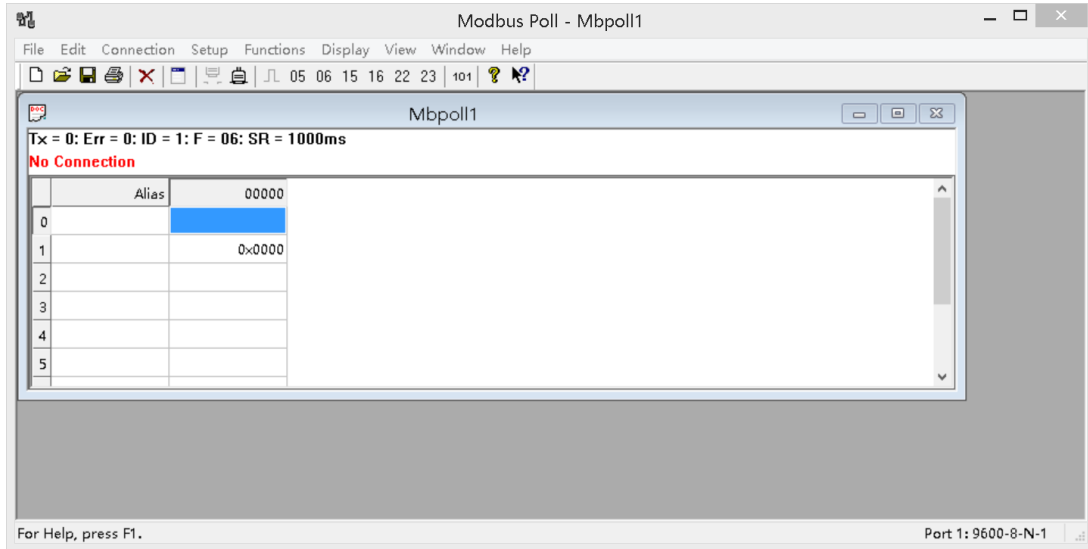 Modbus Poll - Mbpoll1
File Edit Connection Setup Functions Display View Window Help
05 06 15 16 22 23 101
Mbpoll1
Tx = 0: Err = 0: ID = 1: F = 06: SR = 1000ms
No Connection
Alias 00000
0
1 0x0000
2
3
4
5
For Help, press F1. Port 1: 9600-8-N-1